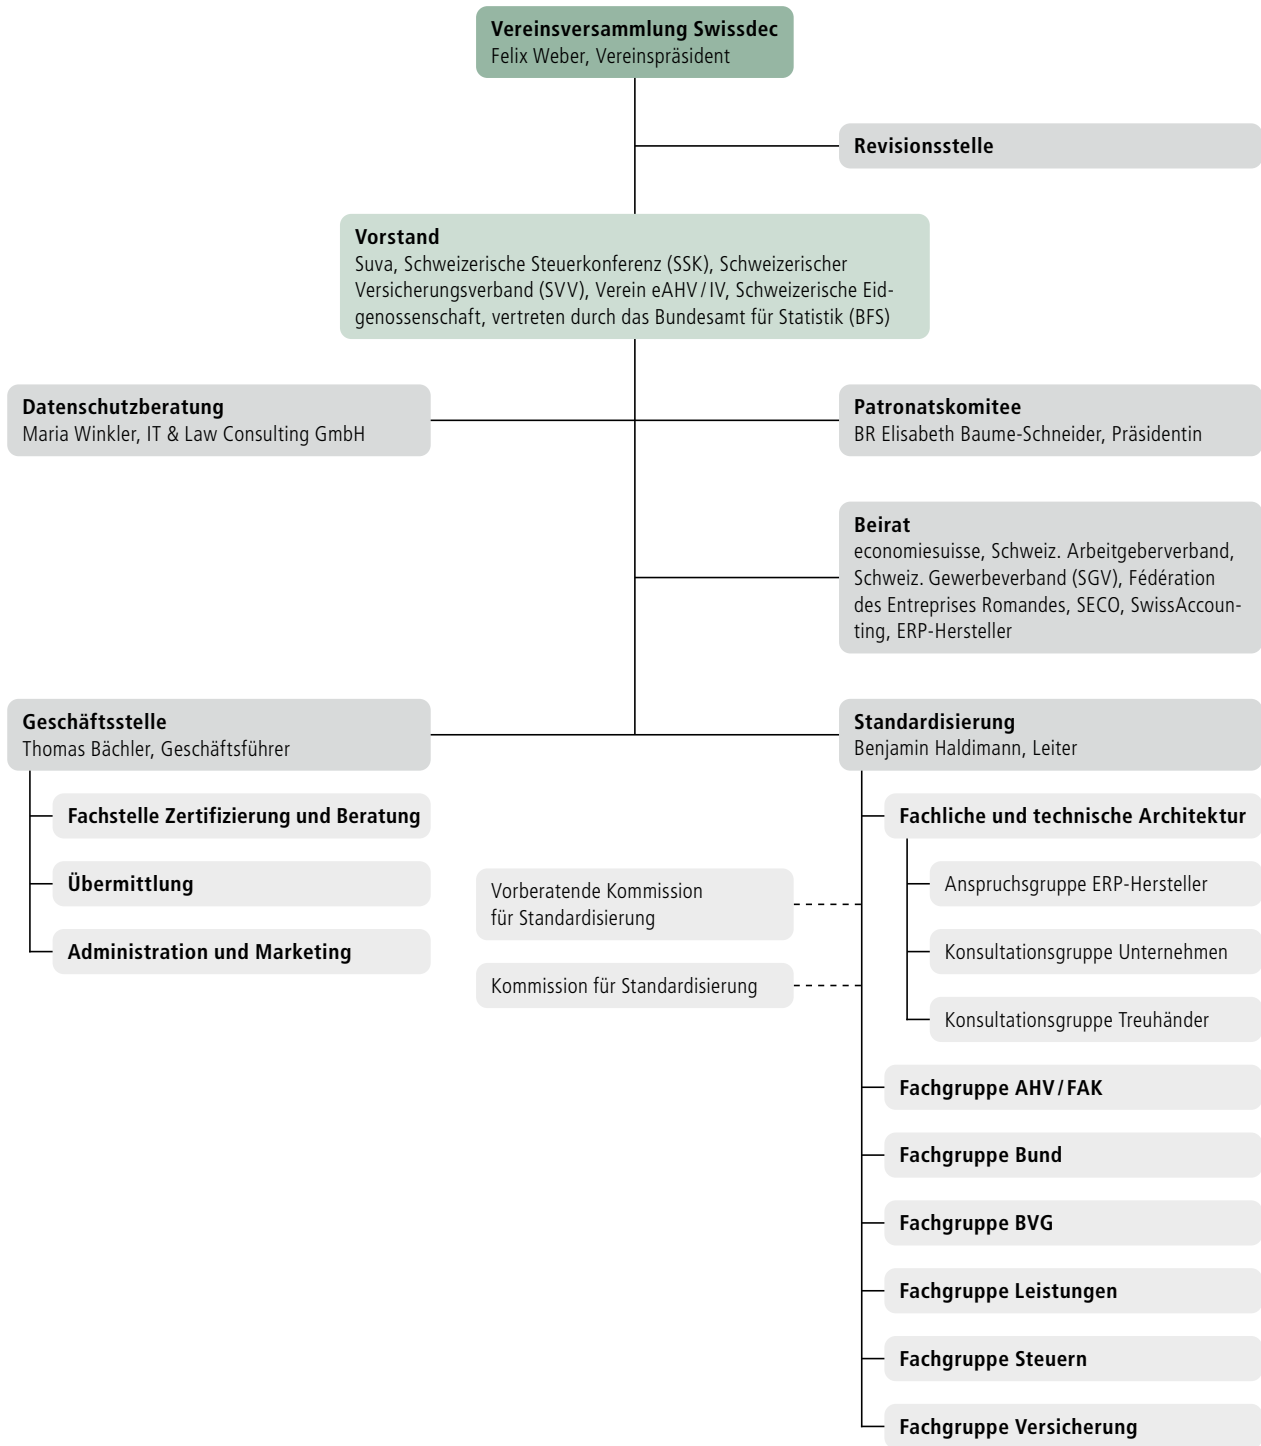 Vereinsversammlung Swissdec
Felix Weber, Vereinspräsident
Revisionsstelle
Vorstand
Suva, Schweizerische Steuerkonferenz (SSK), Schweizerischer
Versicherungsverband (SVV), Verein eAHV/IV, Schweizerische Eid-
genossenschaft, vertreten durch das Bundesamt für Statistik (BFS)
Datenschutzberatung
Maria Winkler, IT & Law Consulting GmbH
Patronatskomitee
BR Elisabeth Baume-Schneider, Präsidentin
Beirat
economiesuisse, Schweiz. Arbeitgeberverband,
Schweiz. Gewerbeverband (SGV), Fédération
des Entreprises Romandes, SECO, SwissAccoun-
ting, ERP-Hersteller
Geschäftsstelle
Thomas Bächler, Geschäftsführer
Fachstelle Zertifizierung und Beratung
Übermittlung
Administration und Marketing
Standardisierung
Benjamin Haldimann, Leiter
Vorberatende Kommission
für Standardisierung
Kommission für Standardisierung
Fachliche und technische Architektur
Anspruchsgruppe ERP-Hersteller
Konsultationsgruppe Unternehmen
Konsultationsgruppe Treuhänder
Fachgruppe AHV/FAK
Fachgruppe Bund
Fachgruppe BVG
Fachgruppe Leistungen
Fachgruppe Steuern
Fachgruppe Versicherung